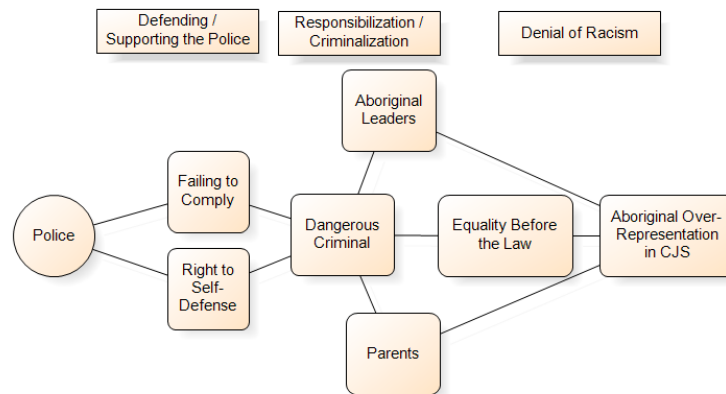 Defending /
Supporting the Police
Responsibilization /
Criminalization
Denial of Racism
Aboriginal
Leaders
Failing to
Comply
Police
Dangerous
Criminal
Equality Before
the Law
Aboriginal Over-
Representation
in CJS
Right to
Self-
Defense
Parents